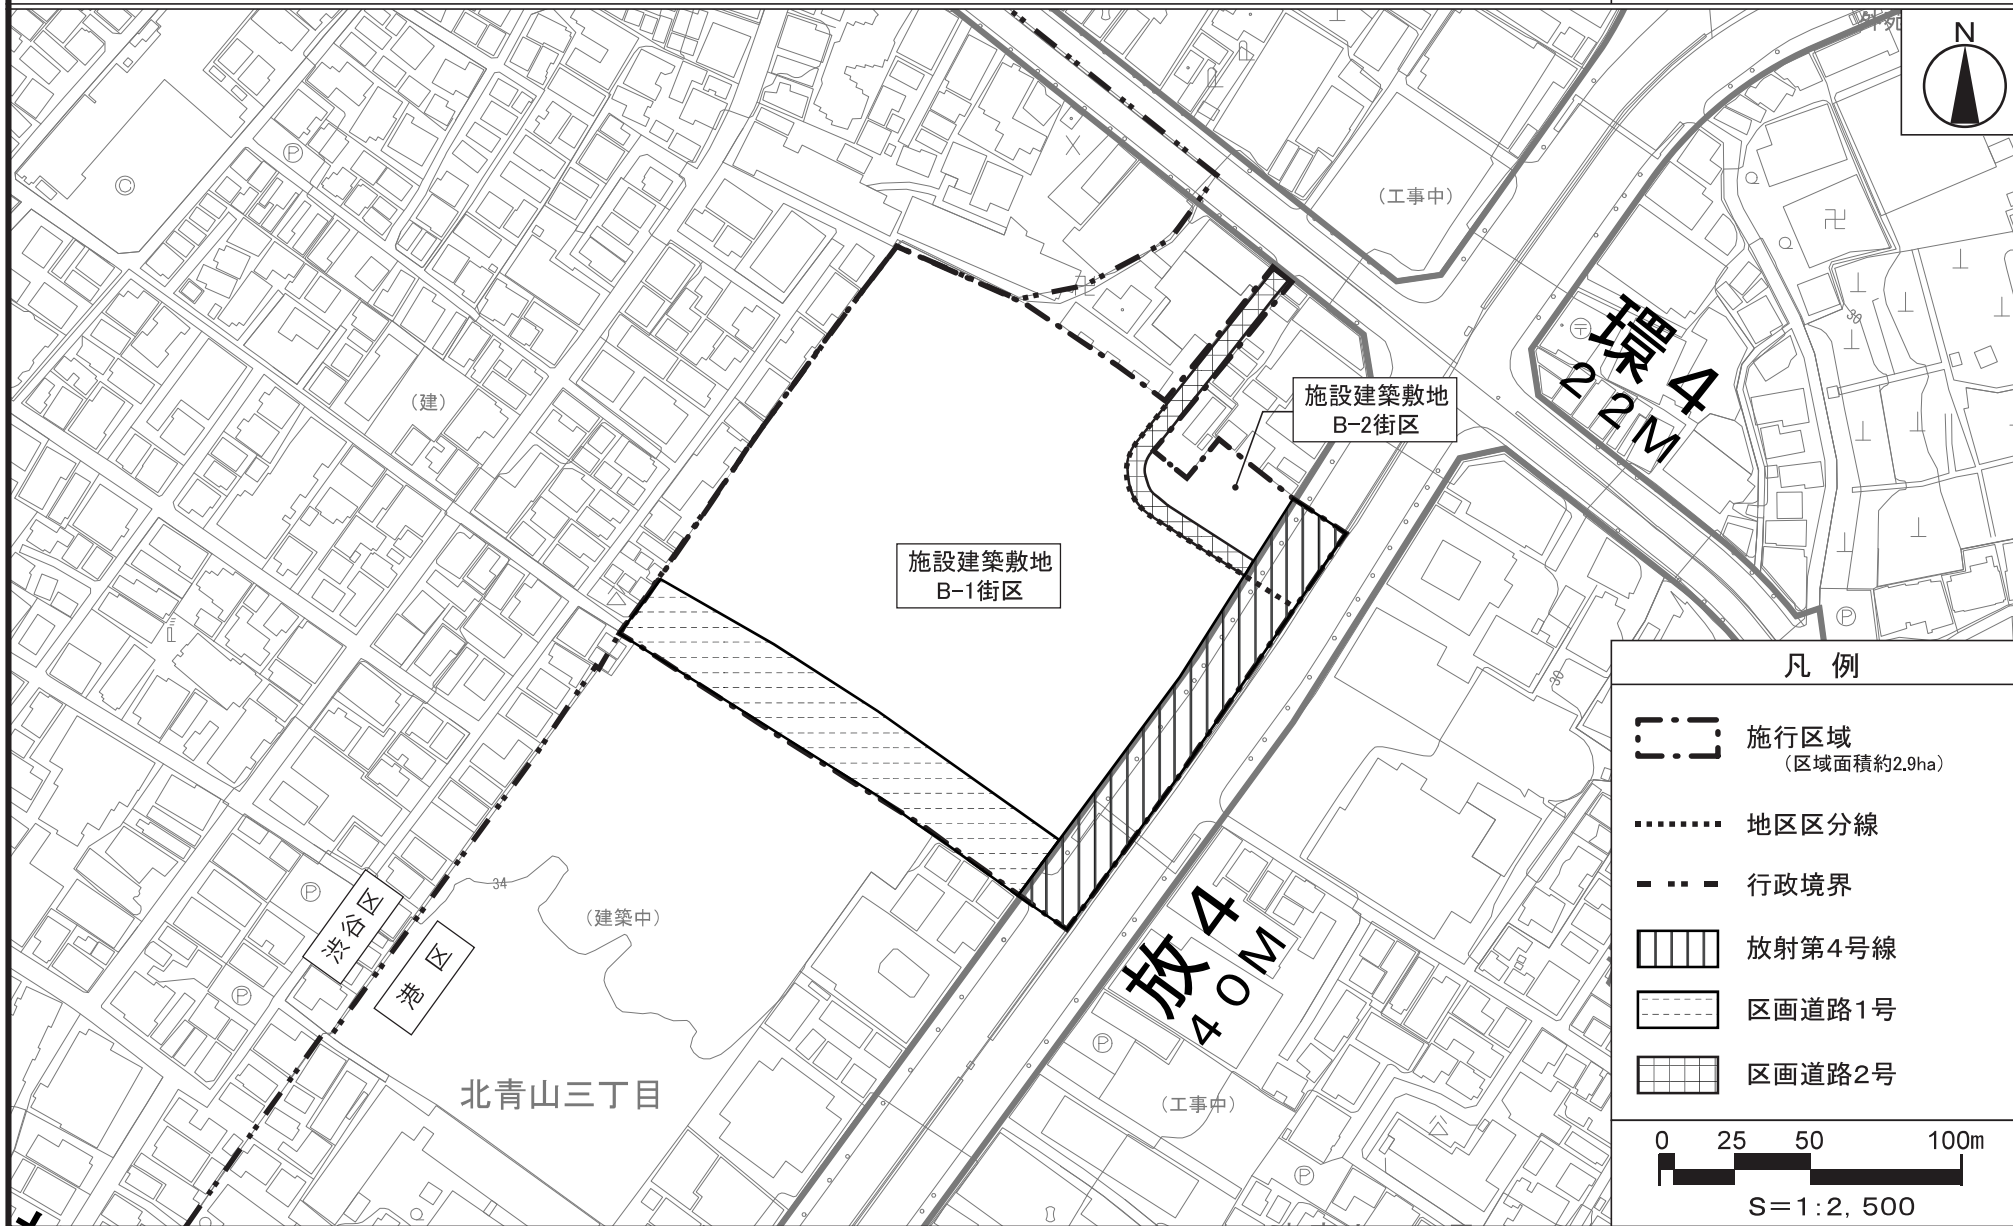 N
(工事中)
環4
22M
30
(建)
施設建築敷地
B-2街区
施設建築敷地
B-1街区
P
P
30
34
(建築中)
渋谷区
港 区
P
P
放4
40M
P
北青山三丁目
(工事中)
P
凡 例
施行区域
(区域面積約2.9ha)
地区区分線
行政境界
放射第4号線
区画道路1号
区画道路2号
0 25 50 100m
S=1:2,500